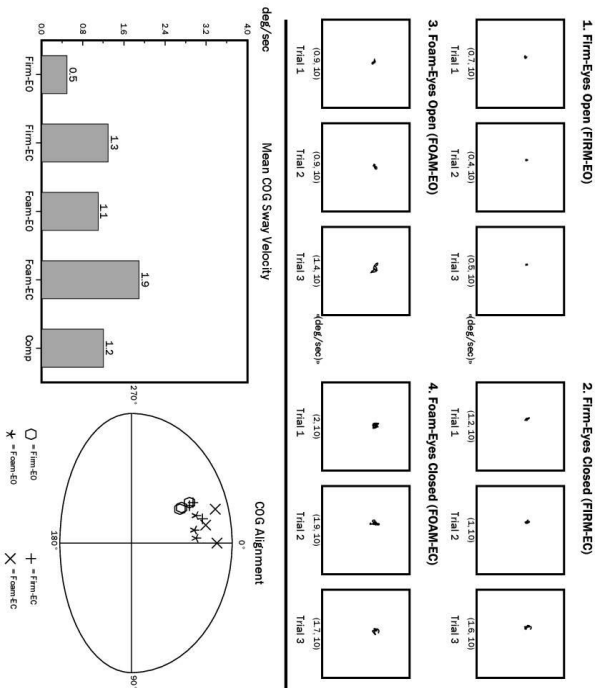 1. Firm-Eyes Open (FIRM-EO)
(0.7, 10)
(0.4, 10)
(0.5, 10)
Trial 1
Trial 2
Trial 3
*(deg/sec)»
2. Firm-Eyes Closed (FIRM-EC)
(1.2, 10)
(1, 10)
(1.6, 10)
Trial 1
Trial 2
Trial 3
3. Foam-Eyes Open (FOAM-EO)
(0.9, 10)
(0.9, 10)
(1.4, 10)
Trial 1
Trial 2
Trial 3
*(deg/sec)»
4. Foam-Eyes Closed (FOAM-EC)
(2, 10)
(1.9, 10)
(1.7, 10)
Trial 1
Trial 2
Trial 3
deg/sec
Mean COG Sway Velocity
4.0
3.2
2.4
1.6
0.8
0.0
0.5
1.3
1.1
1.9
1.2
Firm-EO
Firm-EC
Foam-EO
Foam-EC
Comp
COG Alignment
0°
270°
90°
180°
= Firm-EO
= Firm-EC
= Foam-EO
= Foam-EC